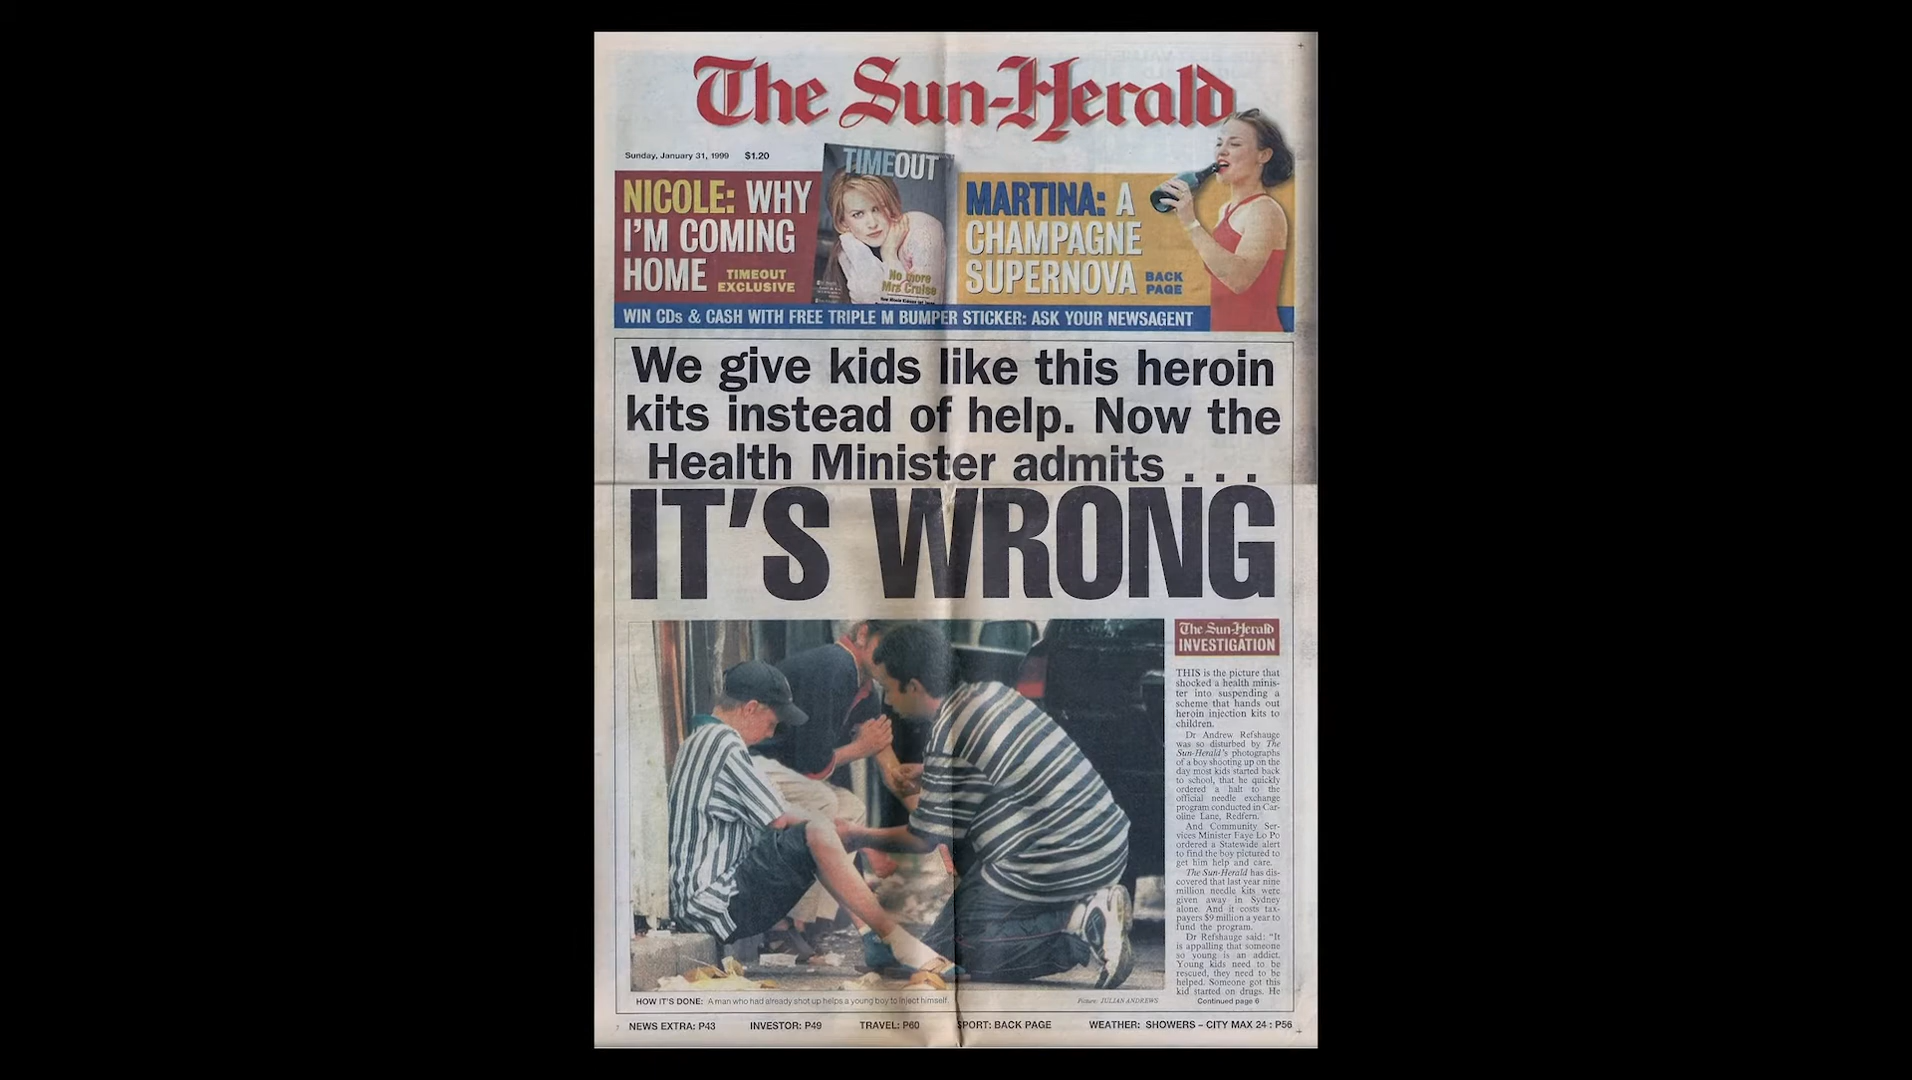 The Sun-Herald
Sunday, January 31, 1999 $1.20
NICOLE: WHY
I'M COMING
HOME
TIMEOUT
EXCLUSIVE
TIMEOUT
No more
Mrs Cruise
MARTINA: A
CHAMPAGNE
SUPERNOVA
BACK
PAGE
WIN CDs & CASH WITH FREE TRIPLE M BUMPER STICKER: ASK YOUR NEWSAGENT
We give kids like this heroin
kits instead of help. Now the
Health Minister admits . . .
IT'S WRONG
The Sun-Herald
INVESTIGATION
THIS is the picture that
shocked a health minis-
ter into suspending a
scheme that hands out
heroin injection kits to
children.
Dr Andrew Refshauge
was so disturbed by The
Sun-Herald's photographs
of a boy shooting up on the
day most kids started back
to school, that he quickly
ordered a halt to the
official needle exchange
program conducted in Car-
oline Lane, Redfern.
And Community Ser-
vices Minister Faye Lo Po
ordered a Statewide alert
to find the boy pictured to
get him help and care.
The Sun-Herald has dis-
covered that last year nine
million needle kits were
given away in Sydney
alone. And it costs tax-
payers $9 million a year to
fund the program.
Dr Refshauge said: "It
is appalling that someone
so young is an addict.
Young kids need to be
rescued, they need to be
helped. Someone got this
kid started on drugs. He
Continued page 6
HOW IT'S DONE: A man who had already shot up helps a young boy to inject himself.
Picture: JULIAN ANDREWS
NEWS EXTRA: P43 INVESTOR: P49 TRAVEL: P60 SPORT: BACK PAGE WEATHER: SHOWERS – CITY MAX 24 : P56